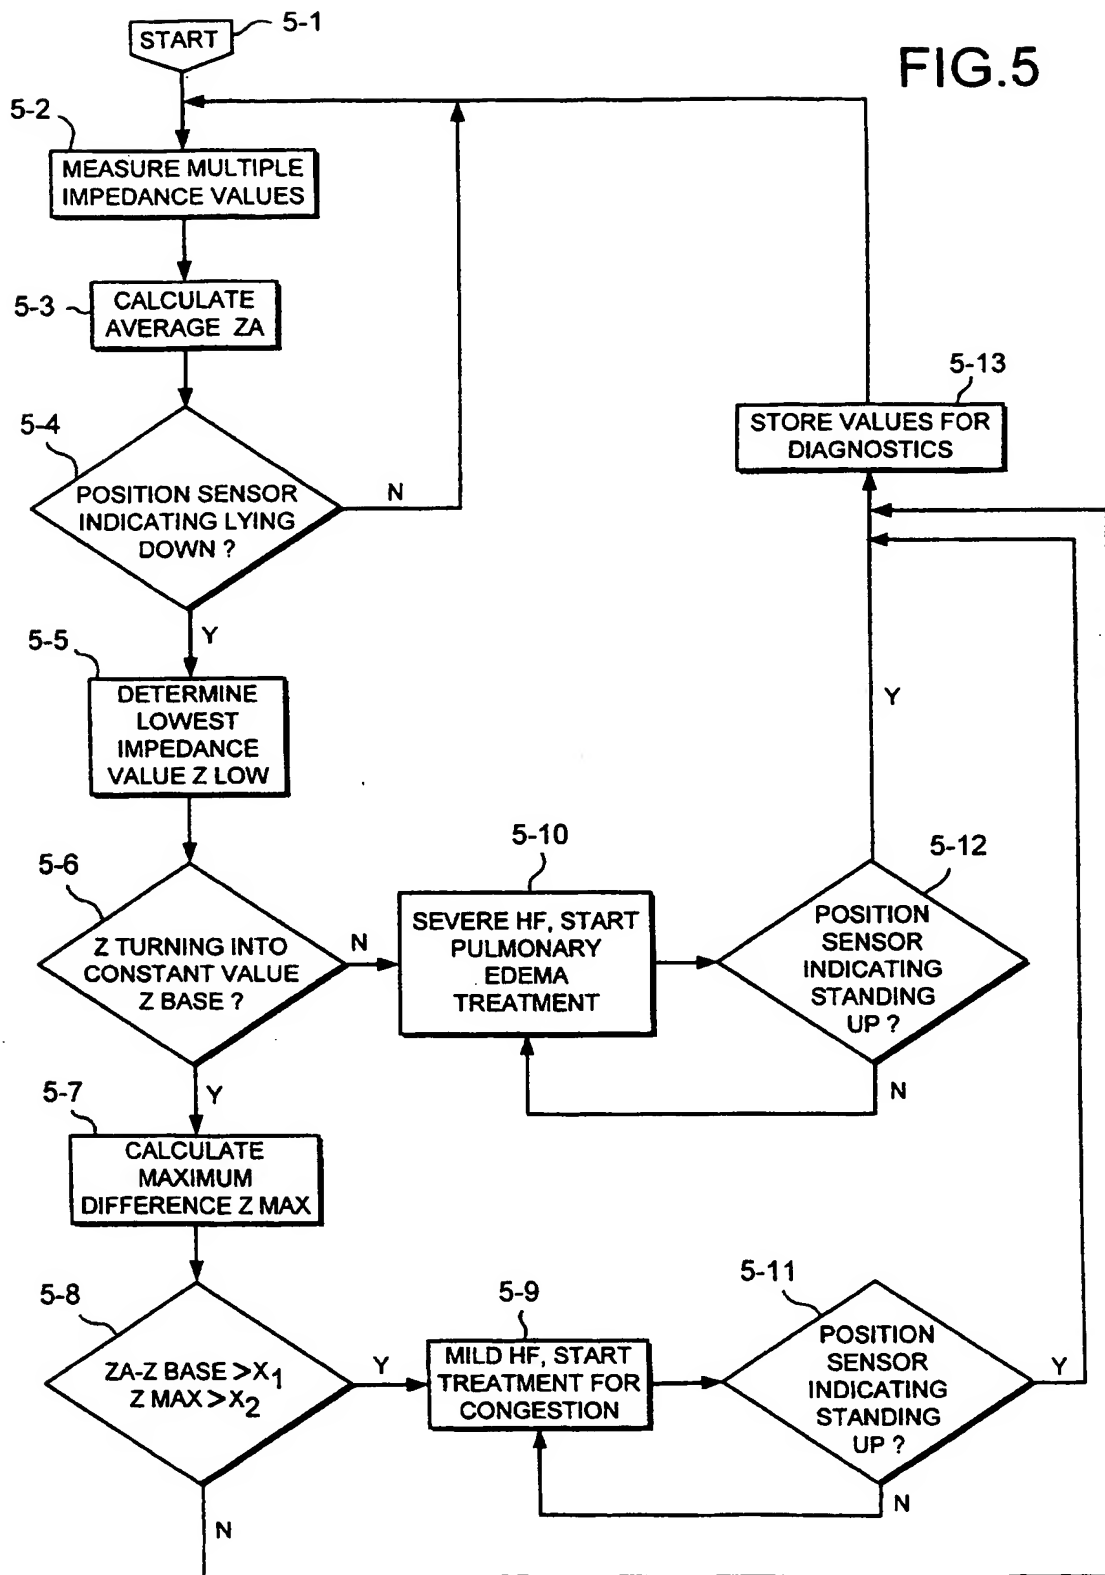 START
5-1
FIG.5
5-2
MEASURE MULTIPLE
IMPEDANCE VALUES
5-3
CALCULATE
AVERAGE ZA
5-4
POSITION SENSOR
INDICATING LYING
DOWN ?
N
Y
5-13
STORE VALUES FOR
DIAGNOSTICS
5-5
DETERMINE
LOWEST
IMPEDANCE
VALUE Z LOW
5-6
Z TURNING INTO
CONSTANT VALUE
Z BASE ?
N
Y
5-10
SEVERE HF, START
PULMONARY
EDEMA
TREATMENT
5-12
POSITION
SENSOR
INDICATING
STANDING
UP ?
Y
N
5-7
CALCULATE
MAXIMUM
DIFFERENCE Z MAX
5-8
ZA-Z BASE >X1
Z MAX >X2
Y
N
5-9
MILD HF, START
TREATMENT FOR
CONGESTION
5-11
POSITION
SENSOR
INDICATING
STANDING
UP ?
Y
N